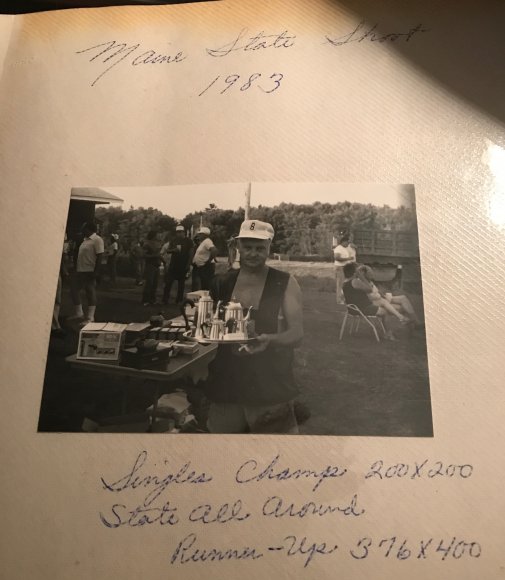 Maine State Shoot
1983
Singles Champ 200X200
State All Around
Runner-Up 376X400